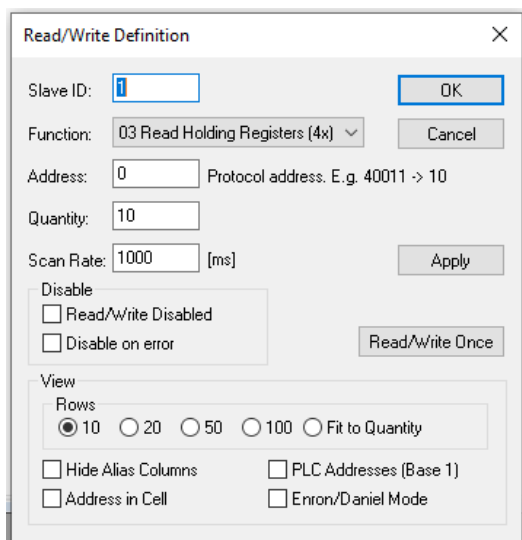 Read/Write Definition
Slave ID: 1 OK
Function: 03 Read Holding Registers (4x) Cancel
Address: 0 Protocol address. E.g. 40011 -> 10
Quantity: 10
Scan Rate: 1000 [ms] Apply
Disable
Read/Write Disabled
Disable on error
Read/Write Once
View
Rows
10 20 50 100 Fit to Quantity
Hide Alias Columns PLC Addresses (Base 1)
Address in Cell Enron/Daniel Mode